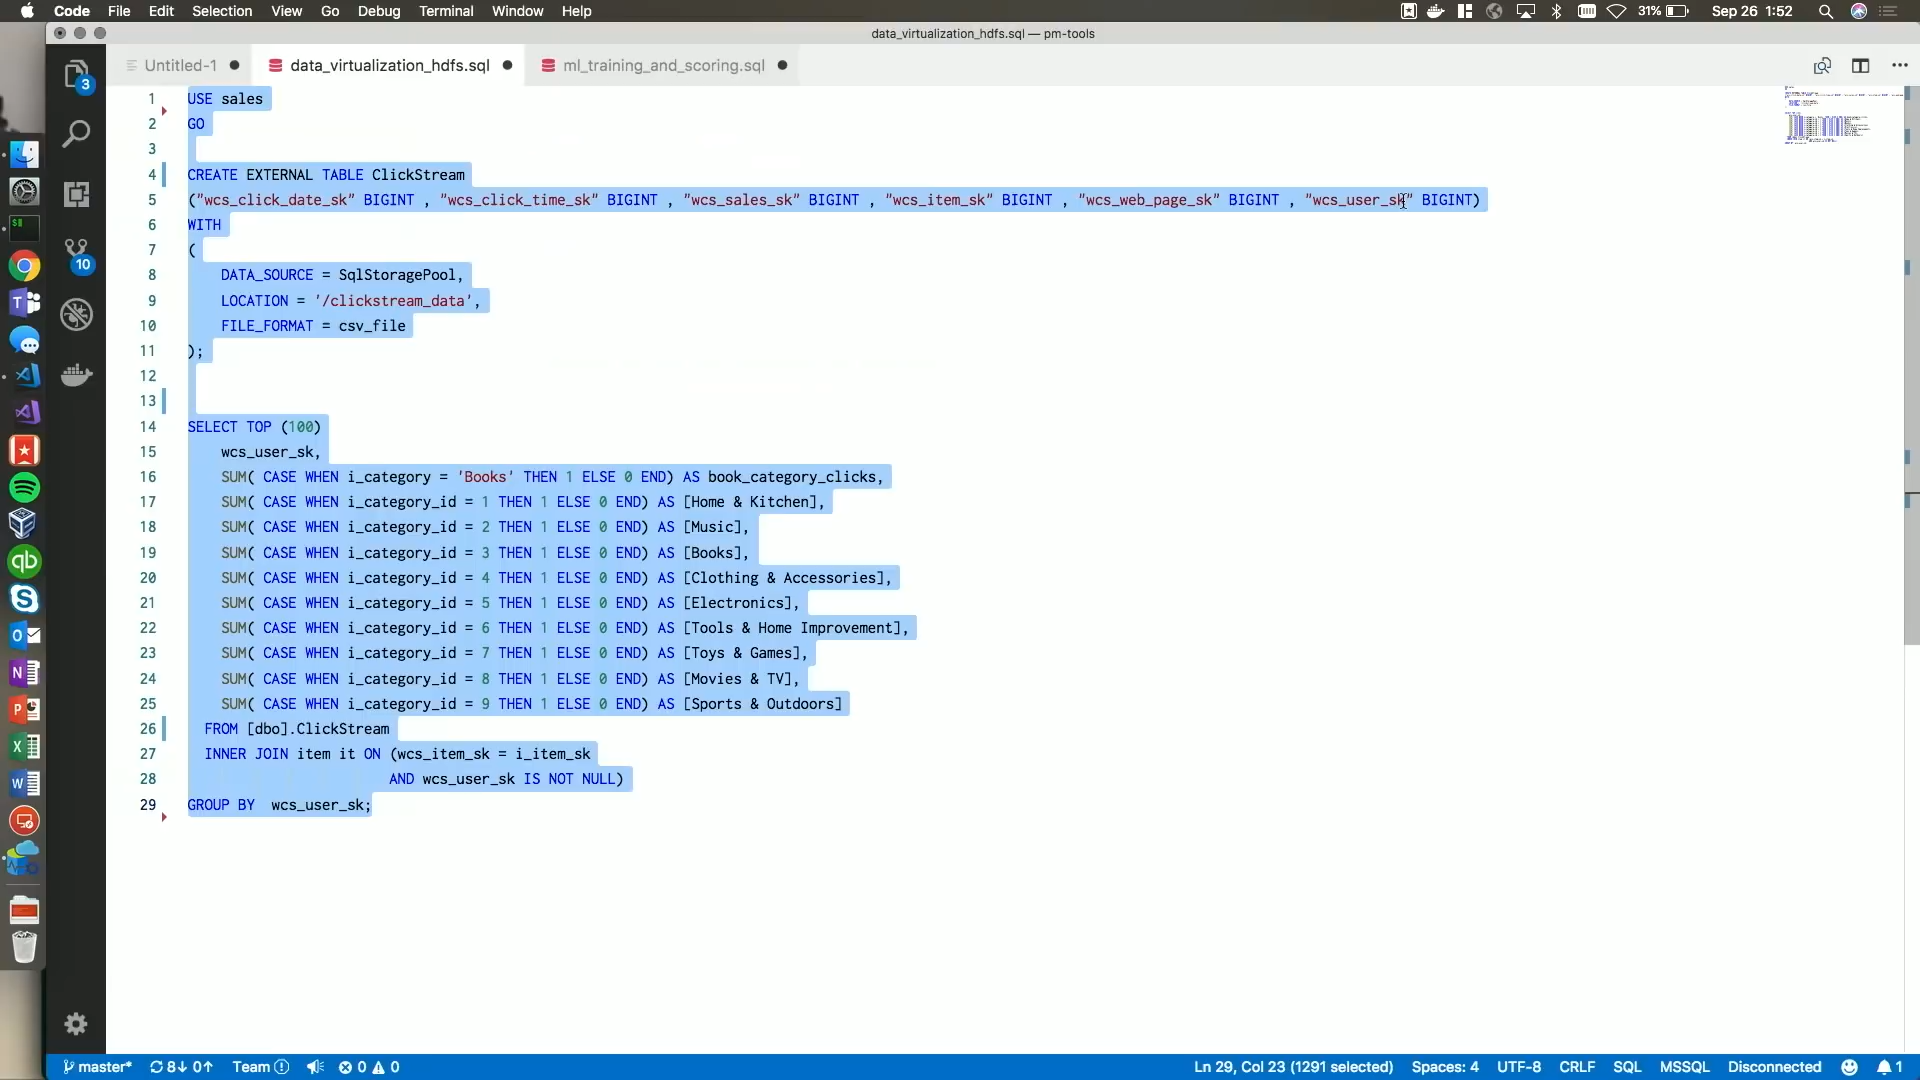 Code File Edit Selection View Go Debug Terminal Window Help 31% Sep 26 1:52
data_virtualization_hdfs.sql — pm-tools
Untitled-1 data_virtualization_hdfs.sql ml_training_and_scoring.sql
3
10
1 USE sales
2 GO
3
4 CREATE EXTERNAL TABLE ClickStream
5 ("wcs_click_date_sk" BIGINT , "wcs_click_time_sk" BIGINT , "wcs_sales_sk" BIGINT , "wcs_item_sk" BIGINT , "wcs_web_page_sk" BIGINT , "wcs_user_sk" BIGINT)
6 WITH
7 (
8 DATA_SOURCE = SqlStoragePool,
9 LOCATION = '/clickstream_data',
10 FILE_FORMAT = csv_file
11 );
12
13
14 SELECT TOP (100)
15 wcs_user_sk,
16 SUM( CASE WHEN i_category = 'Books' THEN 1 ELSE 0 END) AS book_category_clicks,
17 SUM( CASE WHEN i_category_id = 1 THEN 1 ELSE 0 END) AS [Home & Kitchen],
18 SUM( CASE WHEN i_category_id = 2 THEN 1 ELSE 0 END) AS [Music],
19 SUM( CASE WHEN i_category_id = 3 THEN 1 ELSE 0 END) AS [Books],
20 SUM( CASE WHEN i_category_id = 4 THEN 1 ELSE 0 END) AS [Clothing & Accessories],
21 SUM( CASE WHEN i_category_id = 5 THEN 1 ELSE 0 END) AS [Electronics],
22 SUM( CASE WHEN i_category_id = 6 THEN 1 ELSE 0 END) AS [Tools & Home Improvement],
23 SUM( CASE WHEN i_category_id = 7 THEN 1 ELSE 0 END) AS [Toys & Games],
24 SUM( CASE WHEN i_category_id = 8 THEN 1 ELSE 0 END) AS [Movies & TV],
25 SUM( CASE WHEN i_category_id = 9 THEN 1 ELSE 0 END) AS [Sports & Outdoors]
26 FROM [dbo].ClickStream
27 INNER JOIN item it ON (wcs_item_sk = i_item_sk
28 AND wcs_user_sk IS NOT NULL)
29 GROUP BY wcs_user_sk;
master* 8↓ 0↑ Team 0 0 Ln 29, Col 23 (1291 selected) Spaces: 4 UTF-8 CRLF SQL MSSQL Disconnected 1